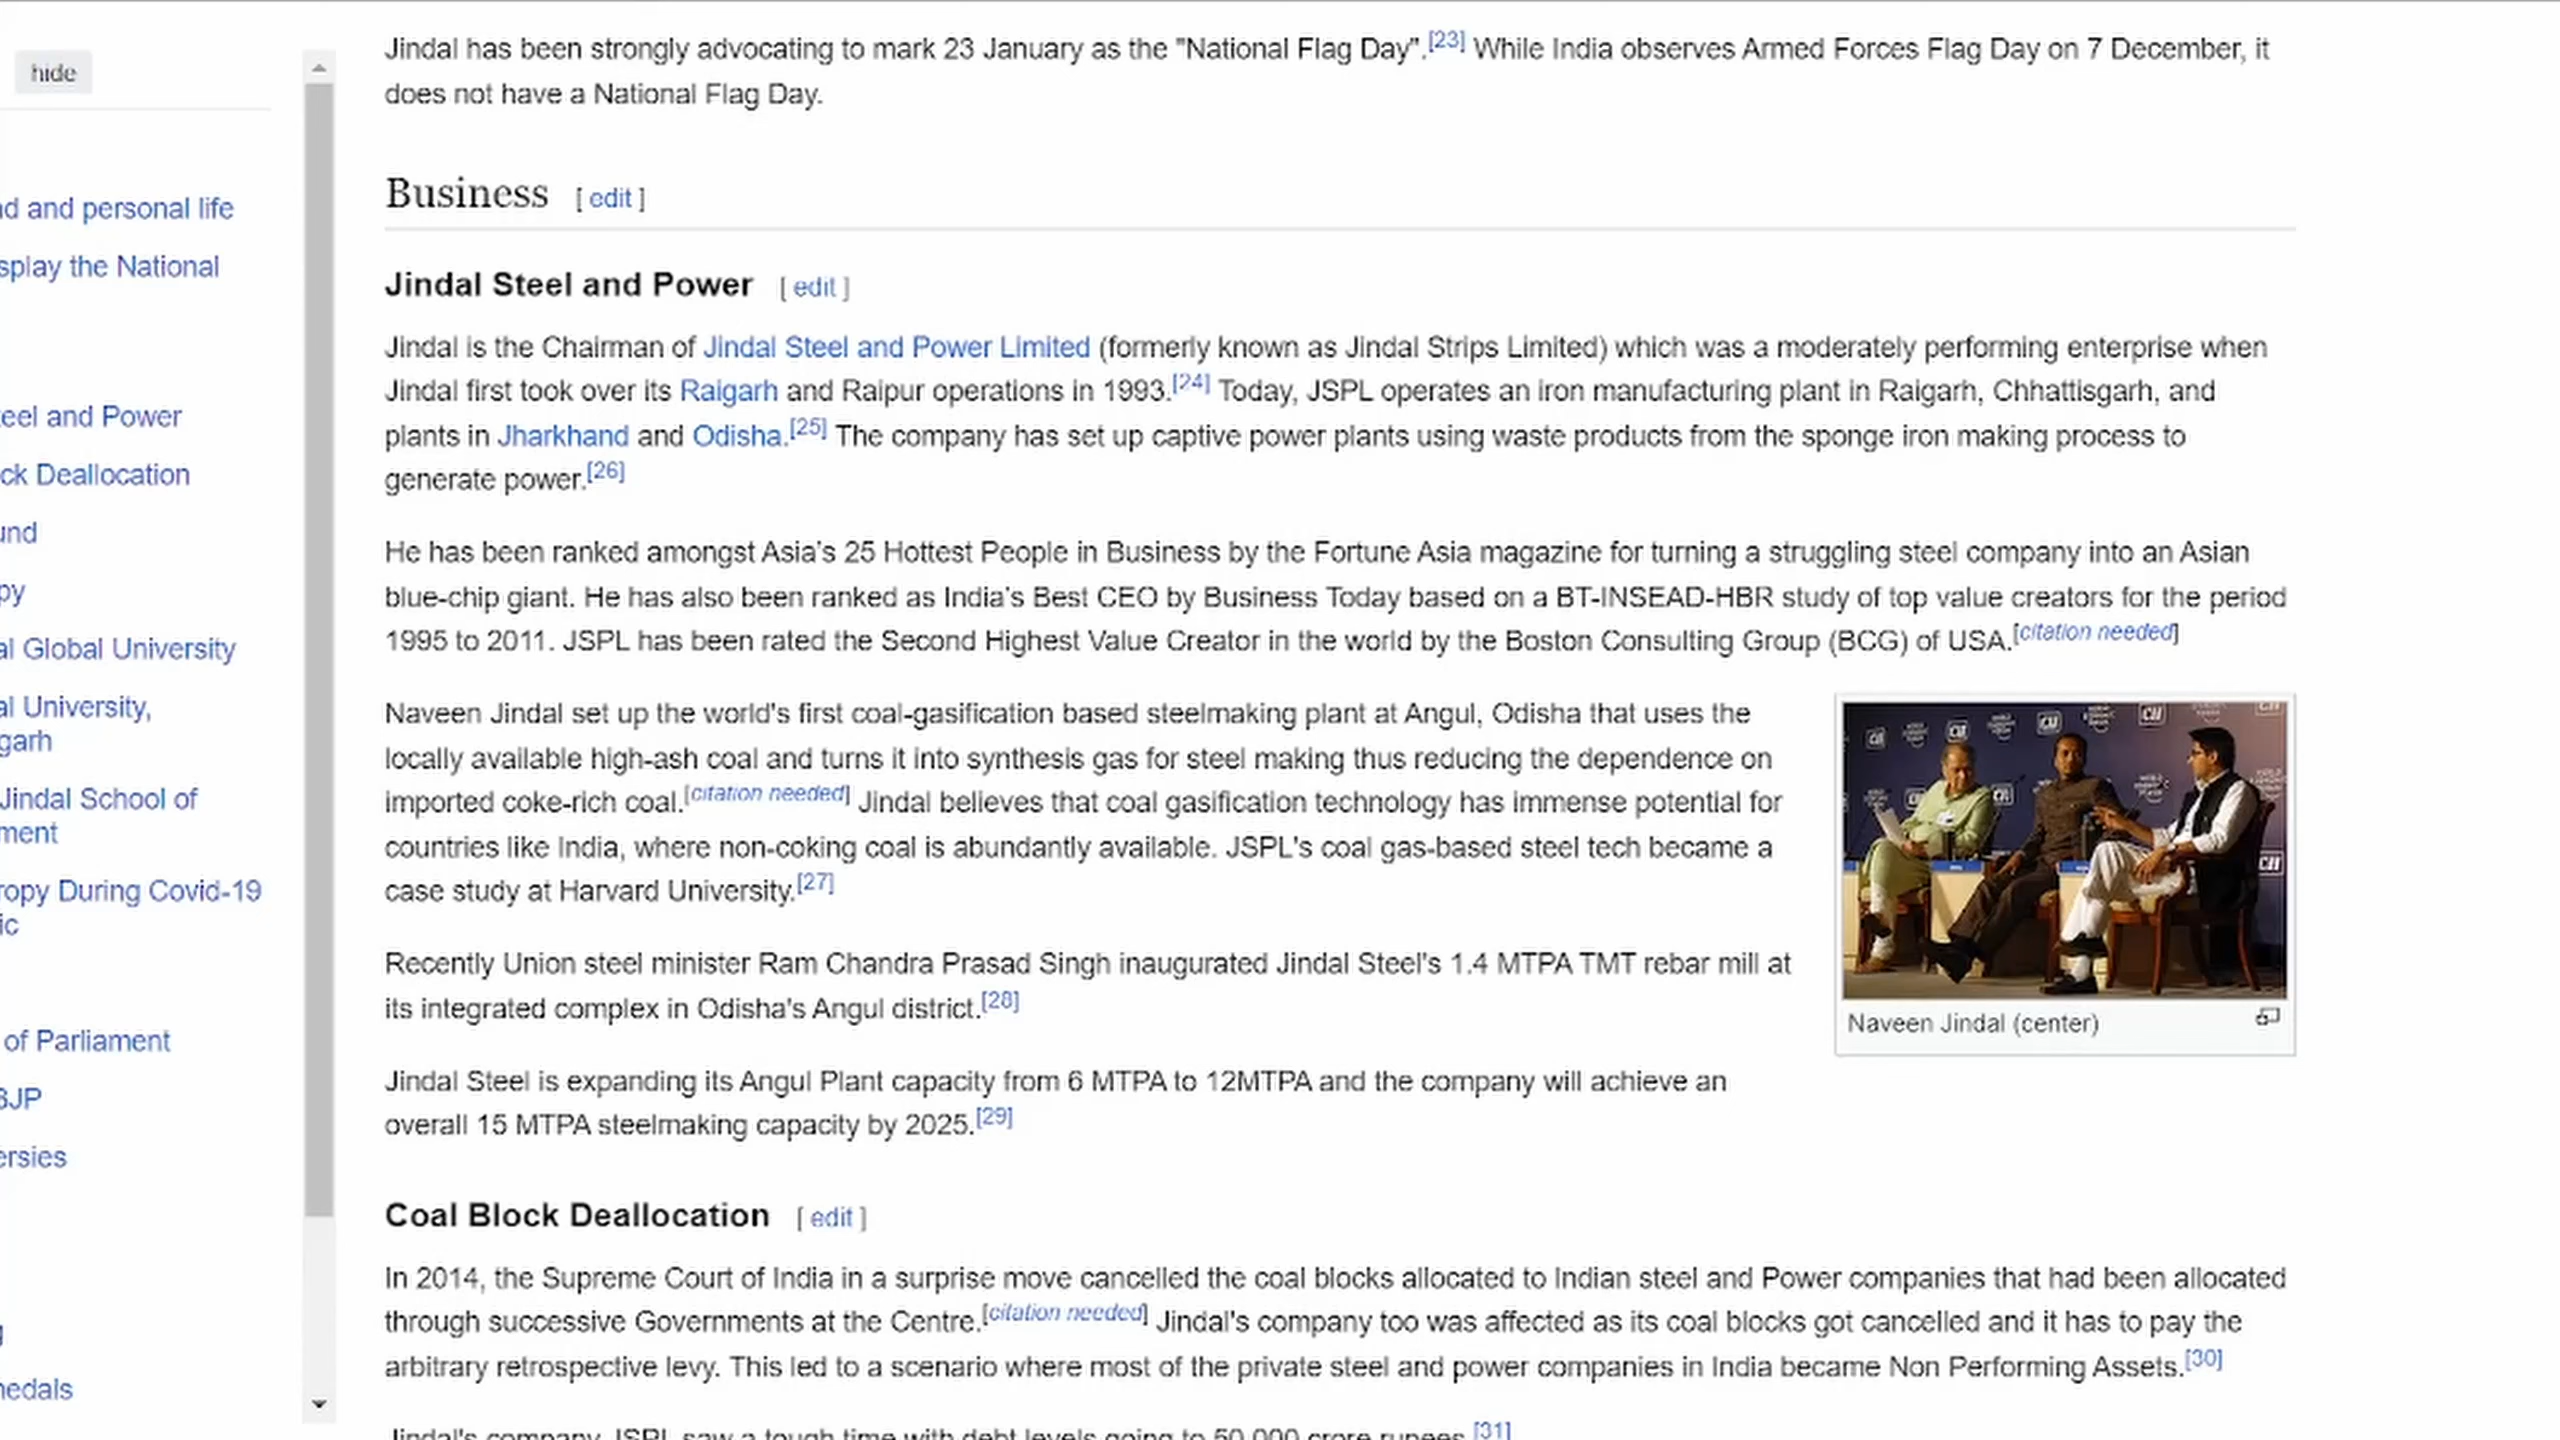 Jindal has been strongly advocating to mark 23 January as the "National Flag Day".[23] While India observes Armed Forces Flag Day on 7 December, it
does not have a National Flag Day.
hide
Business [ edit ]
nd and personal life
splay the National
Jindal Steel and Power [ edit ]
Jindal is the Chairman of Jindal Steel and Power Limited (formerly known as Jindal Strips Limited) which was a moderately performing enterprise when
Jindal first took over its Raigarh and Raipur operations in 1993.[24] Today, JSPL operates an iron manufacturing plant in Raigarh, Chhattisgarh, and
plants in Jharkhand and Odisha.[25] The company has set up captive power plants using waste products from the sponge iron making process to
generate power.[26]
teel and Power
ck Deallocation
und
py
al Global University
al University,
garh
Jindal School of
ment
ropy During Covid-19
ic
of Parliament
BJP
ersies
medals
He has been ranked amongst Asia's 25 Hottest People in Business by the Fortune Asia magazine for turning a struggling steel company into an Asian
blue-chip giant. He has also been ranked as India's Best CEO by Business Today based on a BT-INSEAD-HBR study of top value creators for the period
1995 to 2011. JSPL has been rated the Second Highest Value Creator in the world by the Boston Consulting Group (BCG) of USA.[citation needed]
Naveen Jindal set up the world's first coal-gasification based steelmaking plant at Angul, Odisha that uses the
locally available high-ash coal and turns it into synthesis gas for steel making thus reducing the dependence on
imported coke-rich coal.[citation needed] Jindal believes that coal gasification technology has immense potential for
countries like India, where non-coking coal is abundantly available. JSPL's coal gas-based steel tech became a
case study at Harvard University.[27]
Recently Union steel minister Ram Chandra Prasad Singh inaugurated Jindal Steel's 1.4 MTPA TMT rebar mill at
its integrated complex in Odisha's Angul district.[28]
Naveen Jindal (center)
Jindal Steel is expanding its Angul Plant capacity from 6 MTPA to 12MTPA and the company will achieve an
overall 15 MTPA steelmaking capacity by 2025.[29]
Coal Block Deallocation [ edit ]
In 2014, the Supreme Court of India in a surprise move cancelled the coal blocks allocated to Indian steel and Power companies that had been allocated
through successive Governments at the Centre.[citation needed] Jindal's company too was affected as its coal blocks got cancelled and it has to pay the
arbitrary retrospective levy. This led to a scenario where most of the private steel and power companies in India became Non Performing Assets.[30]
Jindal's company JSPL saw a tough time with debt levels going to 50,000 crore rupees.[31]